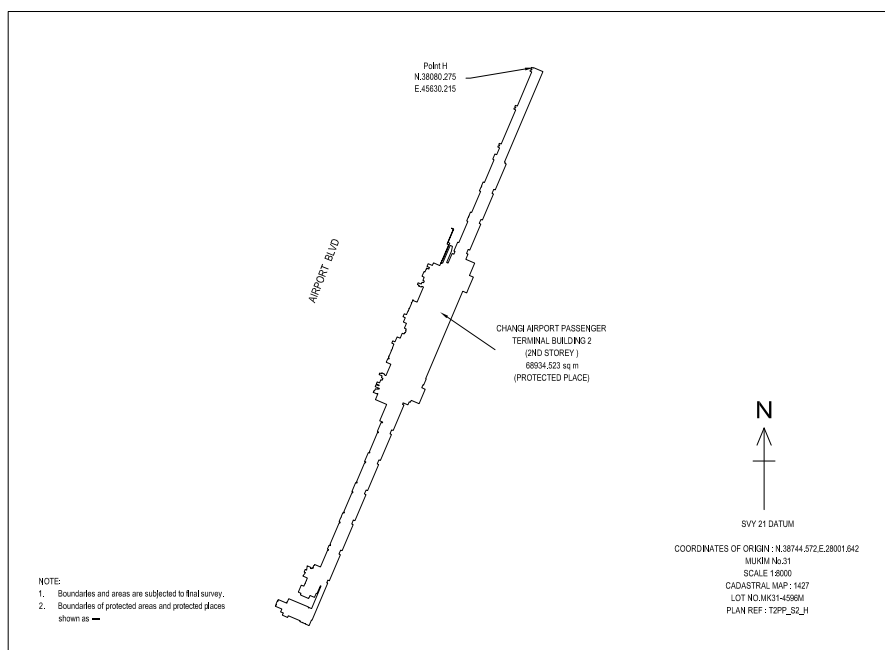 Point H
N.38080.275
E.45630.215
AIRPORT BLVD
CHANGI AIRPORT PASSENGER
TERMINAL BUILDING 2
(2ND STOREY )
68934.523 sq m
(PROTECTED PLACE)
N
SVY 21 DATUM
COORDINATES OF ORIGIN : N.38744.572,E.28001.642
MUKIM No.31
SCALE 1:8000
CADASTRAL MAP : 1427
LOT NO.MK31-4596M
PLAN REF : T2PP_S2_H
NOTE:
1. Boundaries and areas are subjected to final survey.
2. Boundaries of protected areas and protected places
shown as —